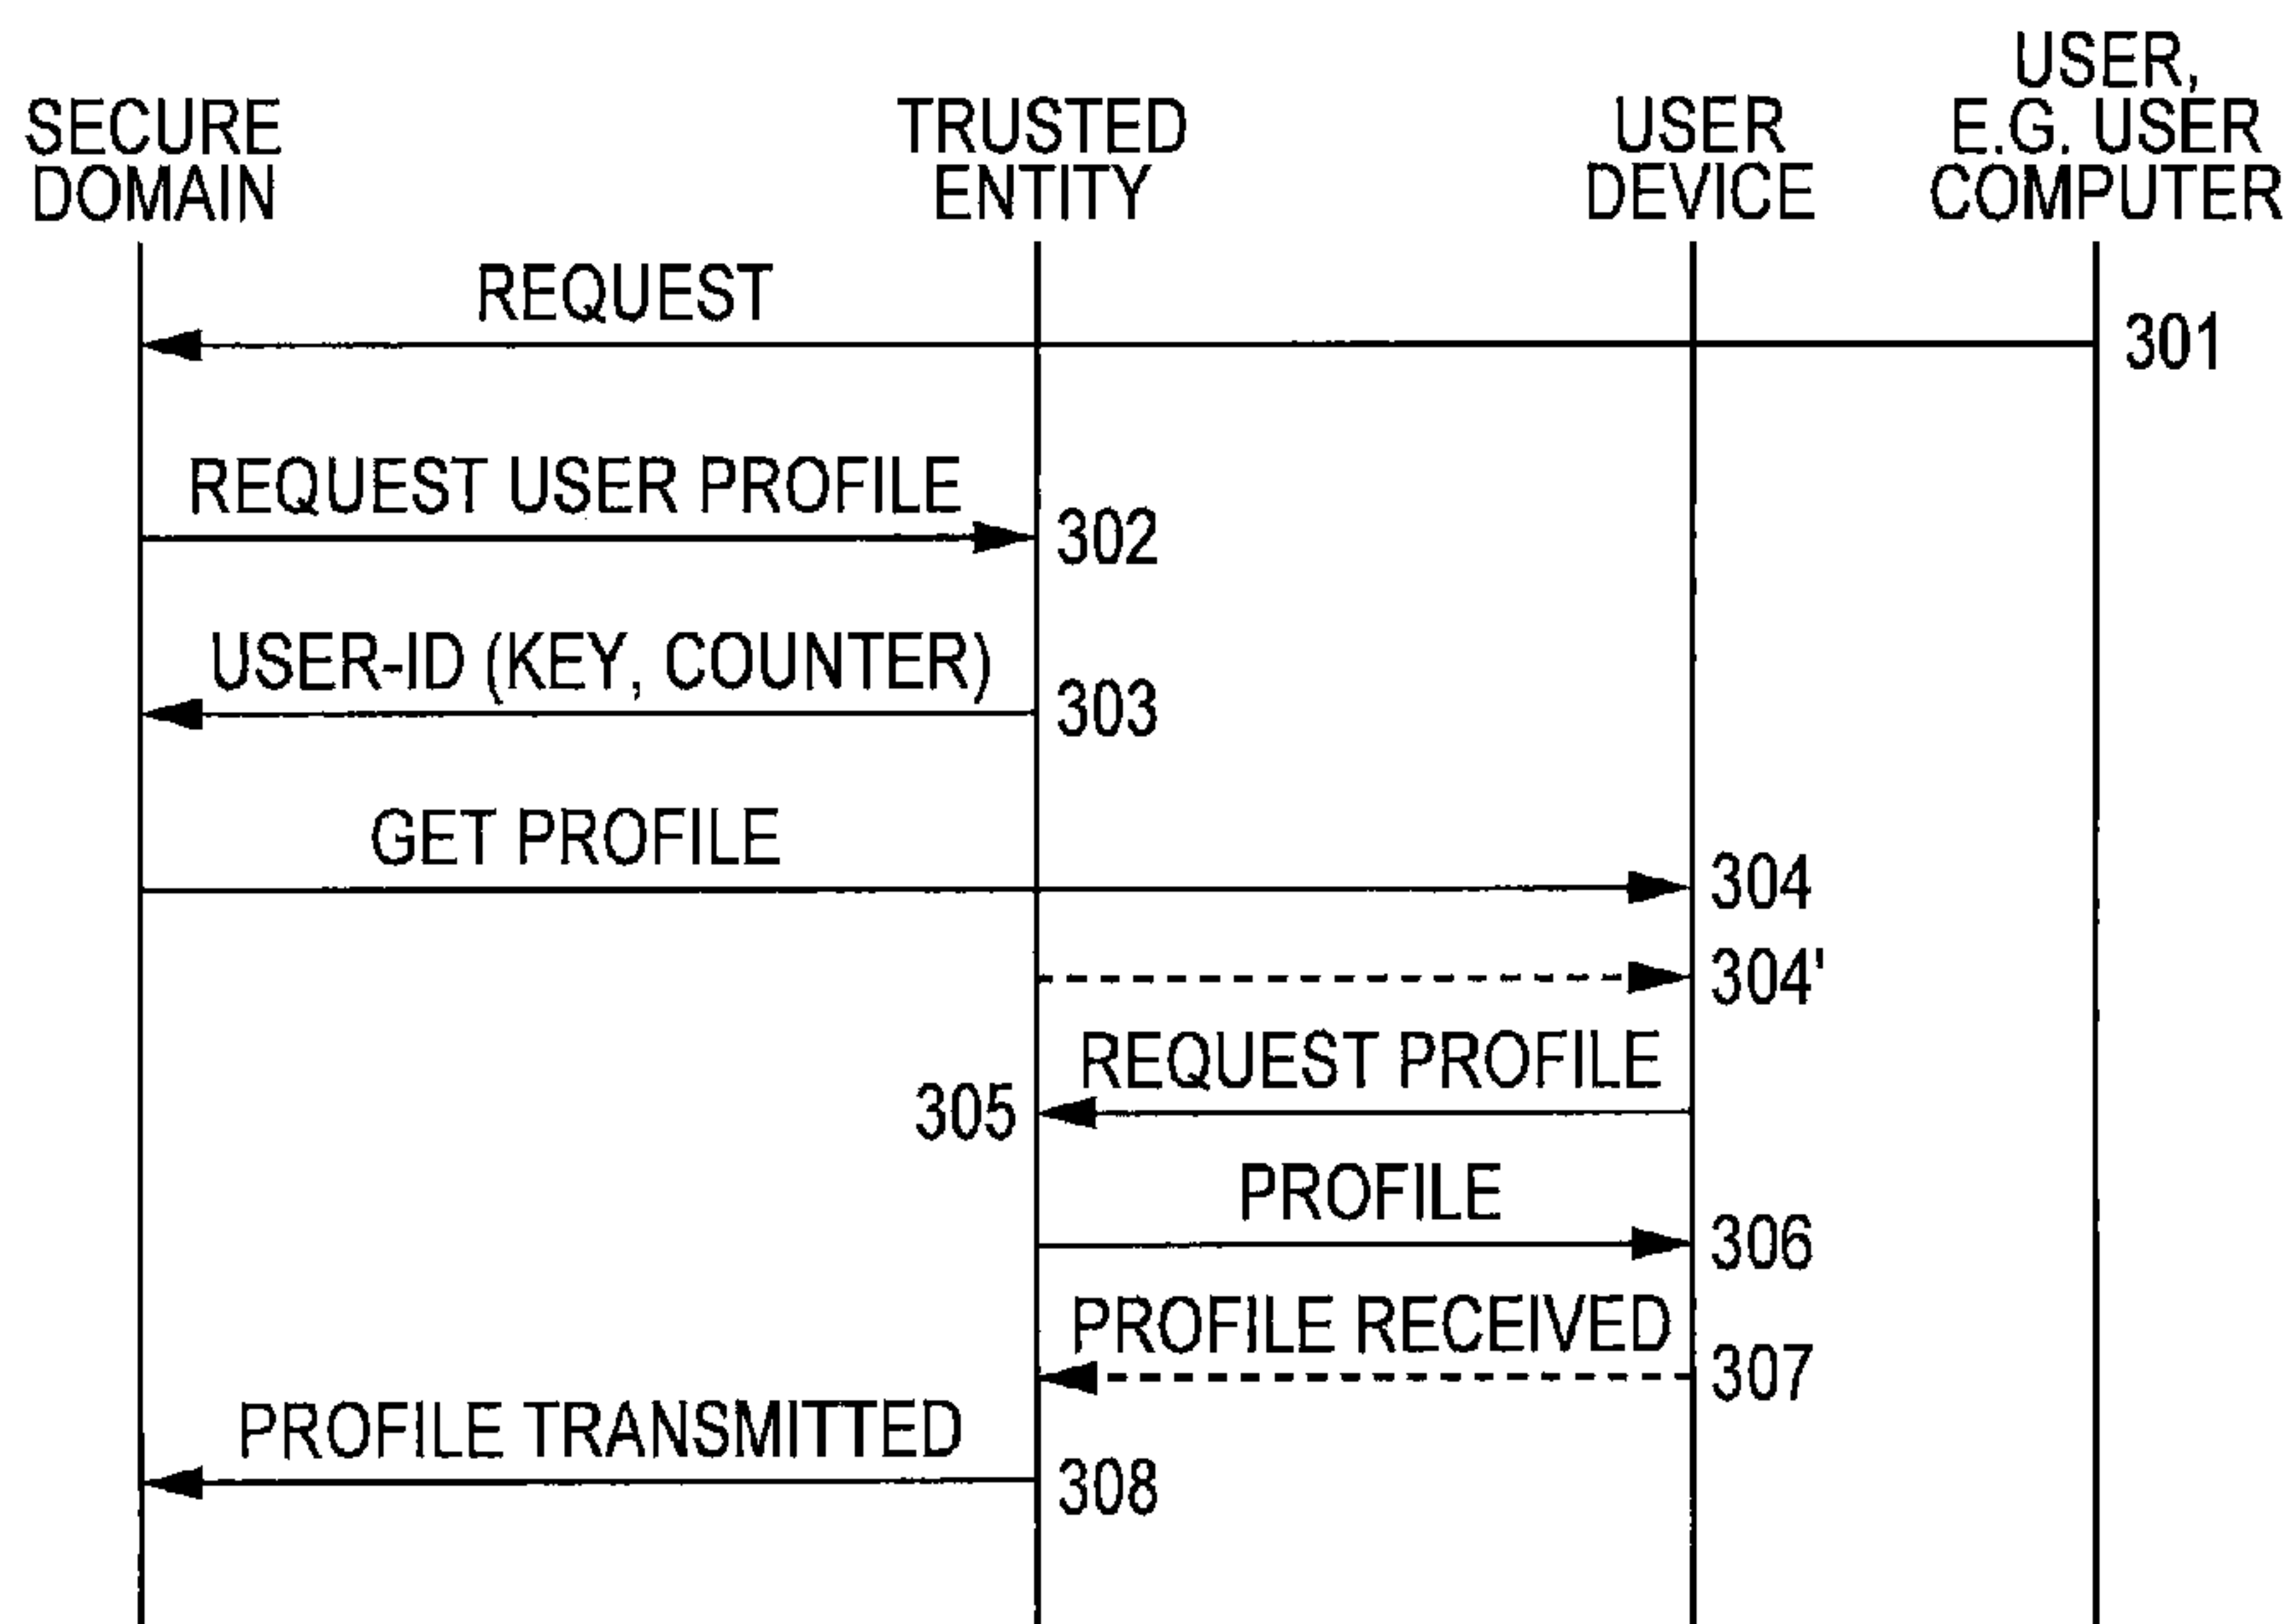 SECURE
DOMAIN
TRUSTED
ENTITY
USER
DEVICE
USER,
E.G. USER
COMPUTER
REQUEST
301
REQUEST USER PROFILE
302
USER-ID (KEY, COUNTER)
303
GET PROFILE
304
304'
REQUEST PROFILE
305
PROFILE
306
PROFILE RECEIVED
307
PROFILE TRANSMITTED
308